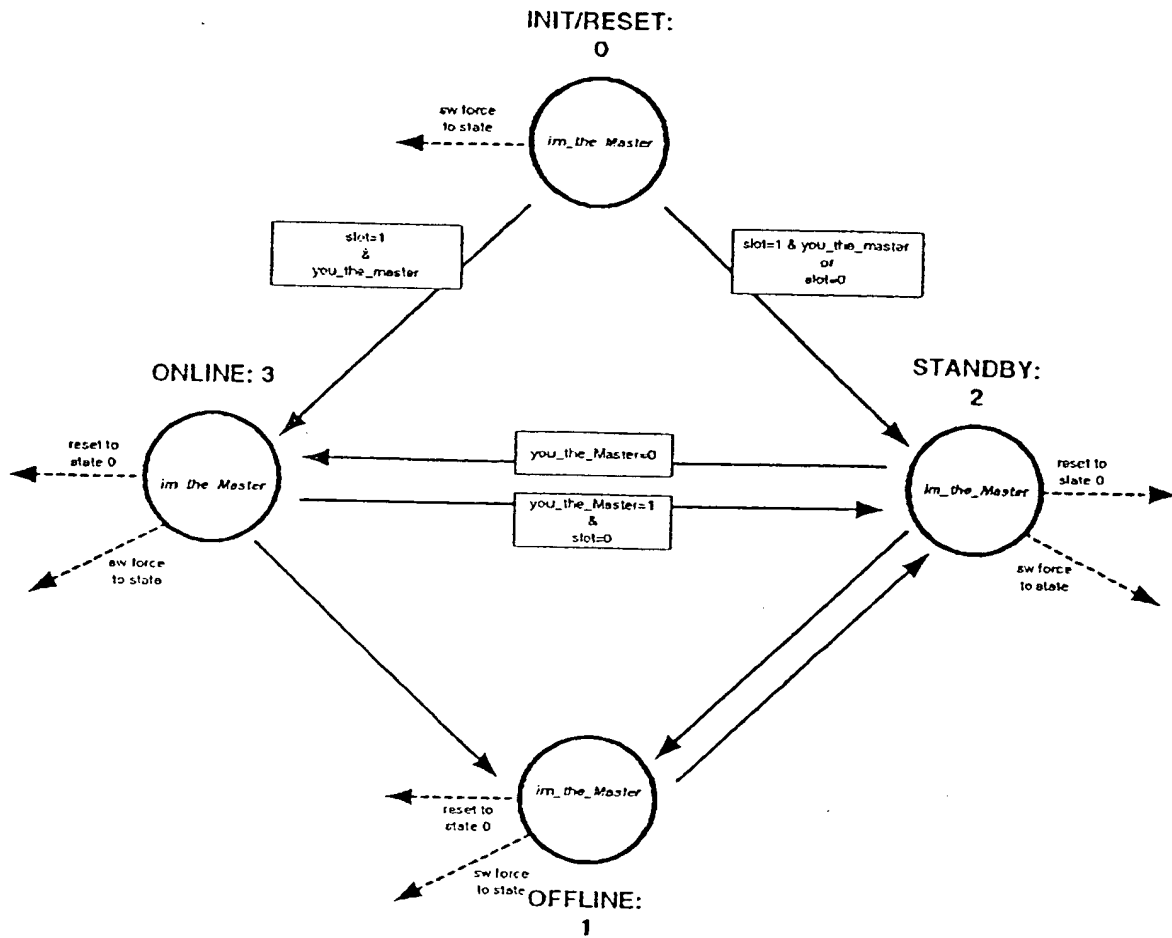 INIT/RESET:
0
sw force
to state
im_the_Master
slot=1
&
you_the_master
slot=1 & you_the_master
or
slot=0
ONLINE: 3
STANDBY:
2
reset to
state 0
im_the_Master
you_the_Master=0
you_the_Master=1
&
slot=0
Im_the_Master
reset to
state 0
sw force
to state
sw force
to state
im_the_Master
reset to
state 0
sw force
to state
OFFLINE:
1